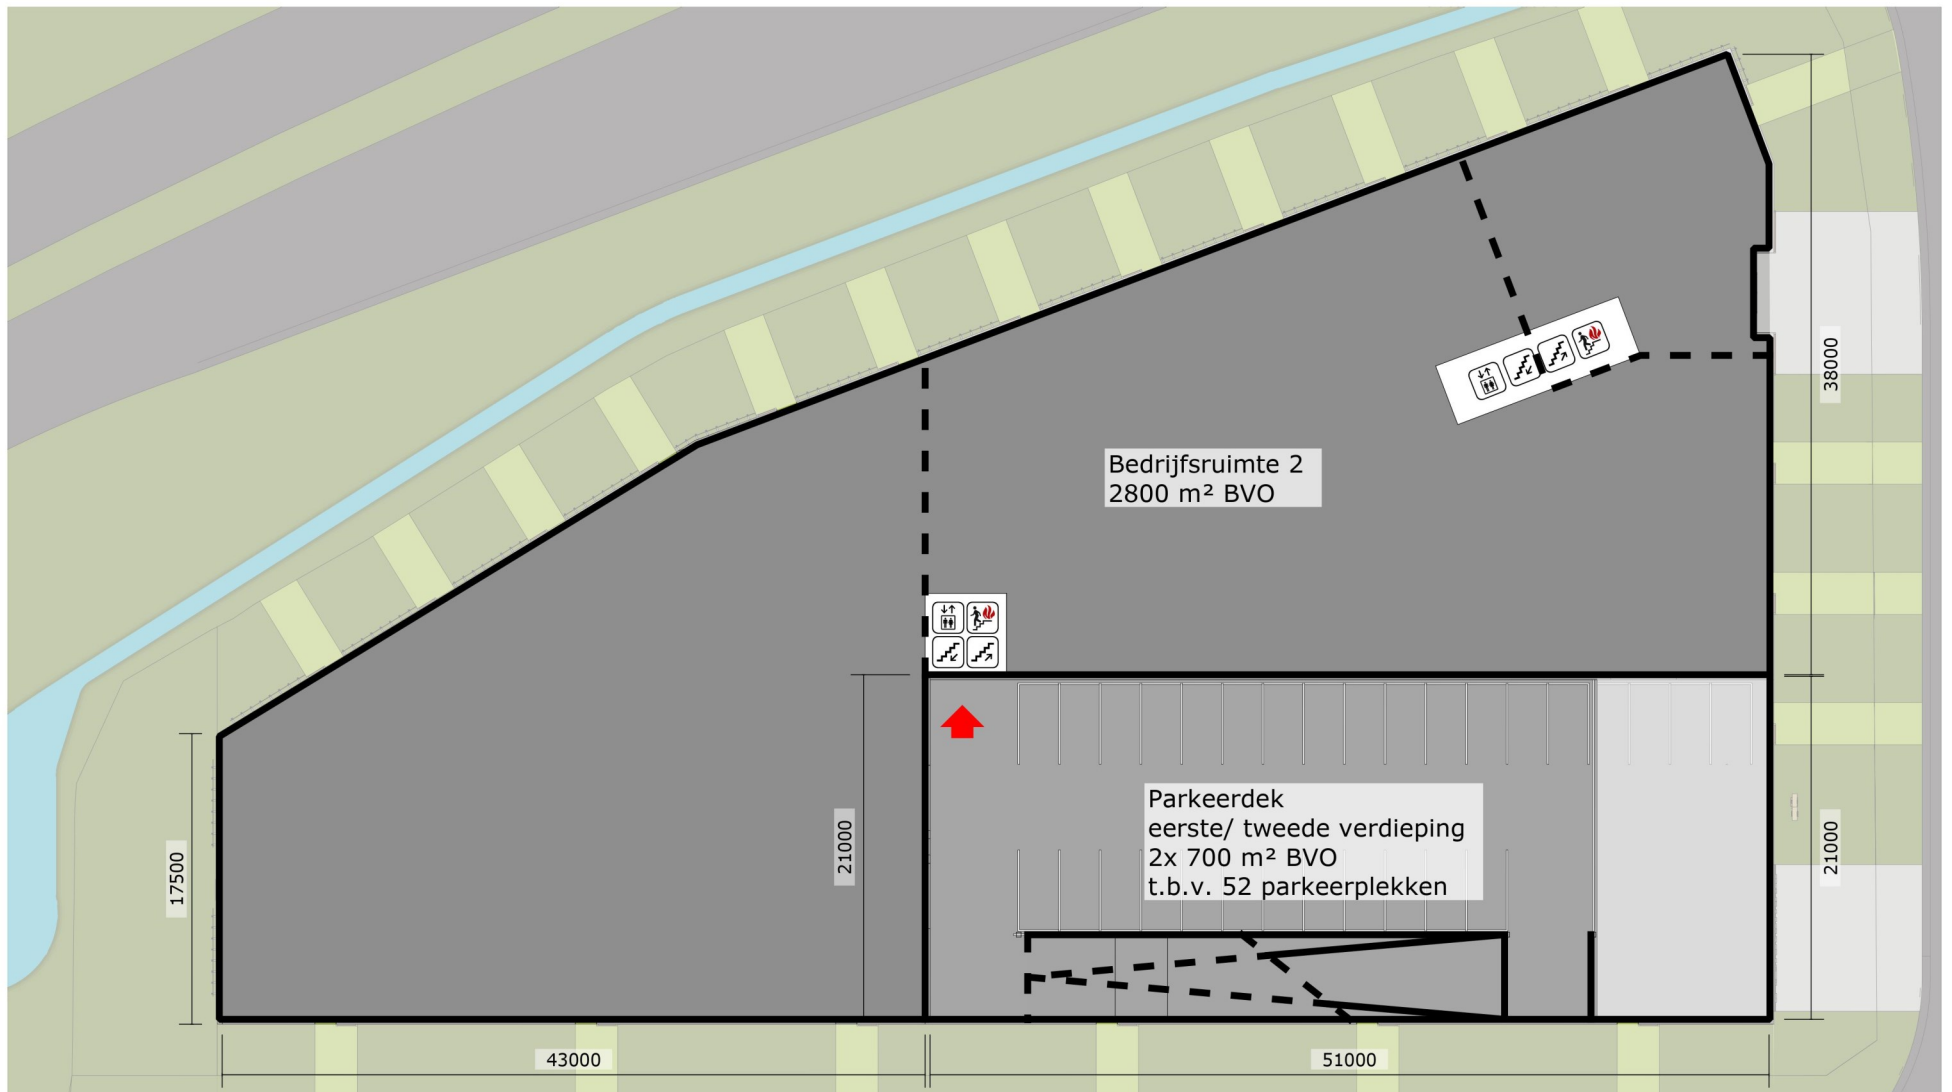 38000
Bedrijfsruimte 2
2800 m² BVO
Parkeerdek
eerste/ tweede verdieping
2x 700 m² BVO
t.b.v. 52 parkeerplekken
17500
21000
21000
43000
51000